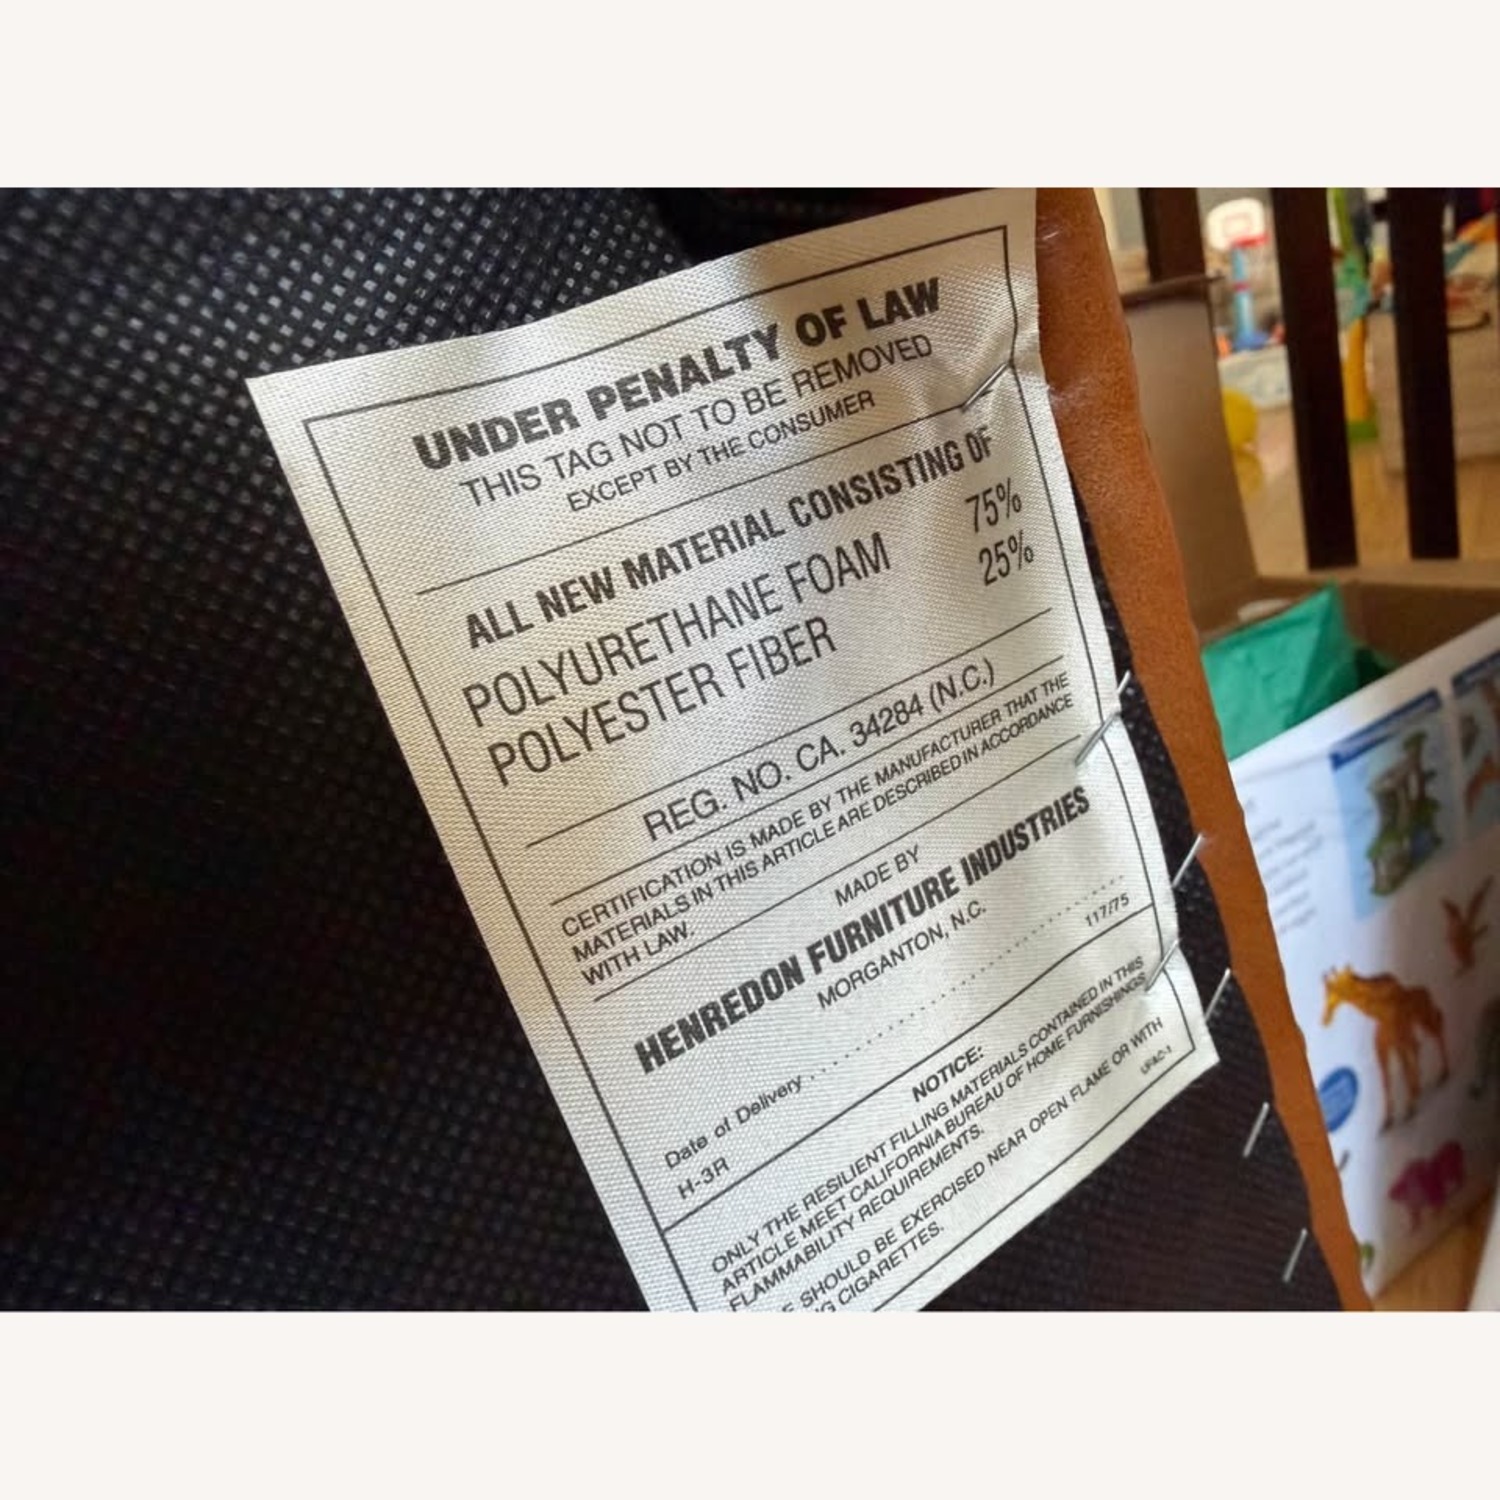 UNDER PENALTY OF LAW
THIS TAG NOT TO BE REMOVED
EXCEPT BY THE CONSUMER
ALL NEW MATERIAL CONSISTING OF
POLYURETHANE FOAM 75%
POLYESTER FIBER 25%
REG. NO. CA. 34284 (N.C.)
CERTIFICATION IS MADE BY THE MANUFACTURER THAT THE
MATERIALS IN THIS ARTICLE ARE DESCRIBED IN ACCORDANCE
WITH LAW.
MADE BY
HENREDON FURNITURE INDUSTRIES
MORGANTON, N.C.
Date of Delivery
H-3R 117/75
NOTICE:
ONLY THE RESILIENT FILLING MATERIALS CONTAINED IN THIS
ARTICLE MEET CALIFORNIA BUREAU OF HOME FURNISHINGS
FLAMMABILITY REQUIREMENTS.
SHOULD BE EXERCISED NEAR OPEN FLAME OR WITH
CIGARETTES.
UFAC-1